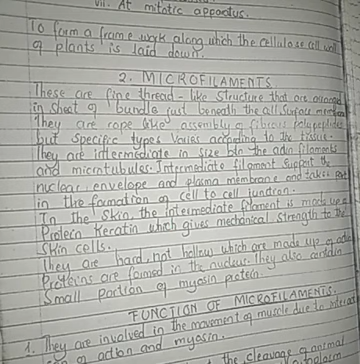 vii. At mitotic apparatus.
To form a frame work along which the cellulose cell wall
of plants is laid down.
2. MICROFILAMENTS
These are fine thread-like structure that are arranged
in sheet of bundle just beneath the cell surface membrane
They are rope like assembly of fibrous polypeptides
but specific types varies according to the tissue.
They are intermediate in size b/w the actin filaments
and microtubules. Intermediate filament support the
nuclear envelope and plasma membrane and takes part
in the formation of cell to cell junction.
In the skin, the intermediate filament is made up of
Protein Keratin which gives mechanical strength to the
skin cells.
They are hard, not hollow which are made up of actin
Proteins are formed in the nucleus. They also contain
small portion of myosin protein.
FUNCTION OF MICROFILAMENTS:
1. They are involved in the movement of muscle due to
of actin and myosin.
the cleavage of animal